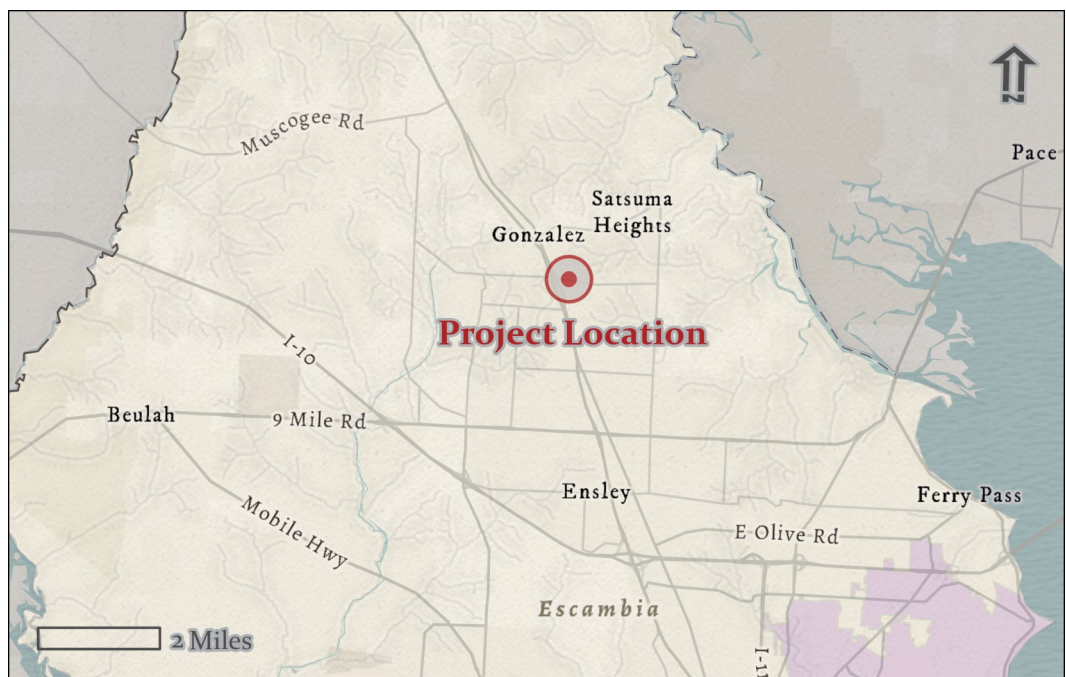 N
Muscogee Rd
Pace
Satsuma
Heights
Gonzalez
Project Location
I-10
Beulah
9 Mile Rd
Ensley
Ferry Pass
Mobile Hwy
E Olive Rd
Escambia
2 Miles
I-11